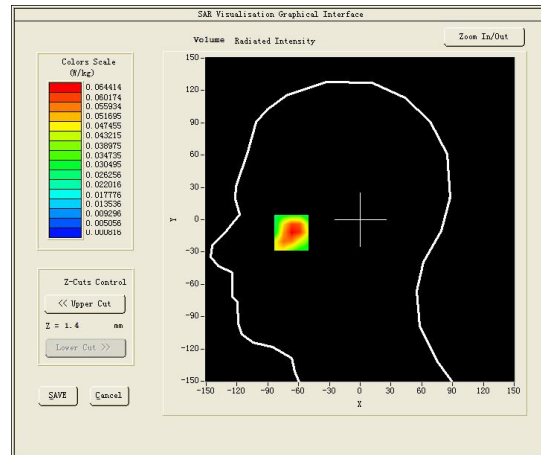 SAR Visualisation Graphical Interface
Volume Radiated Intensity
Zoom In/Out
Colors Scale
(W/kg)
0.064414
0.060174
0.055934
0.051695
0.047455
0.043215
0.038975
0.034735
0.030495
0.026256
0.022016
0.017776
0.013536
0.009296
0.005056
0.000816
Z-Cuts Control
<< Upper Cut
Z = 1.4 mm
Lower Cut >>
SAVE
Cancel
150
120
90
60
30
0
-30
-60
-90
-120
-150
Y
-150 -120 -90 -60 -30 0 30 60 90 120 150
X